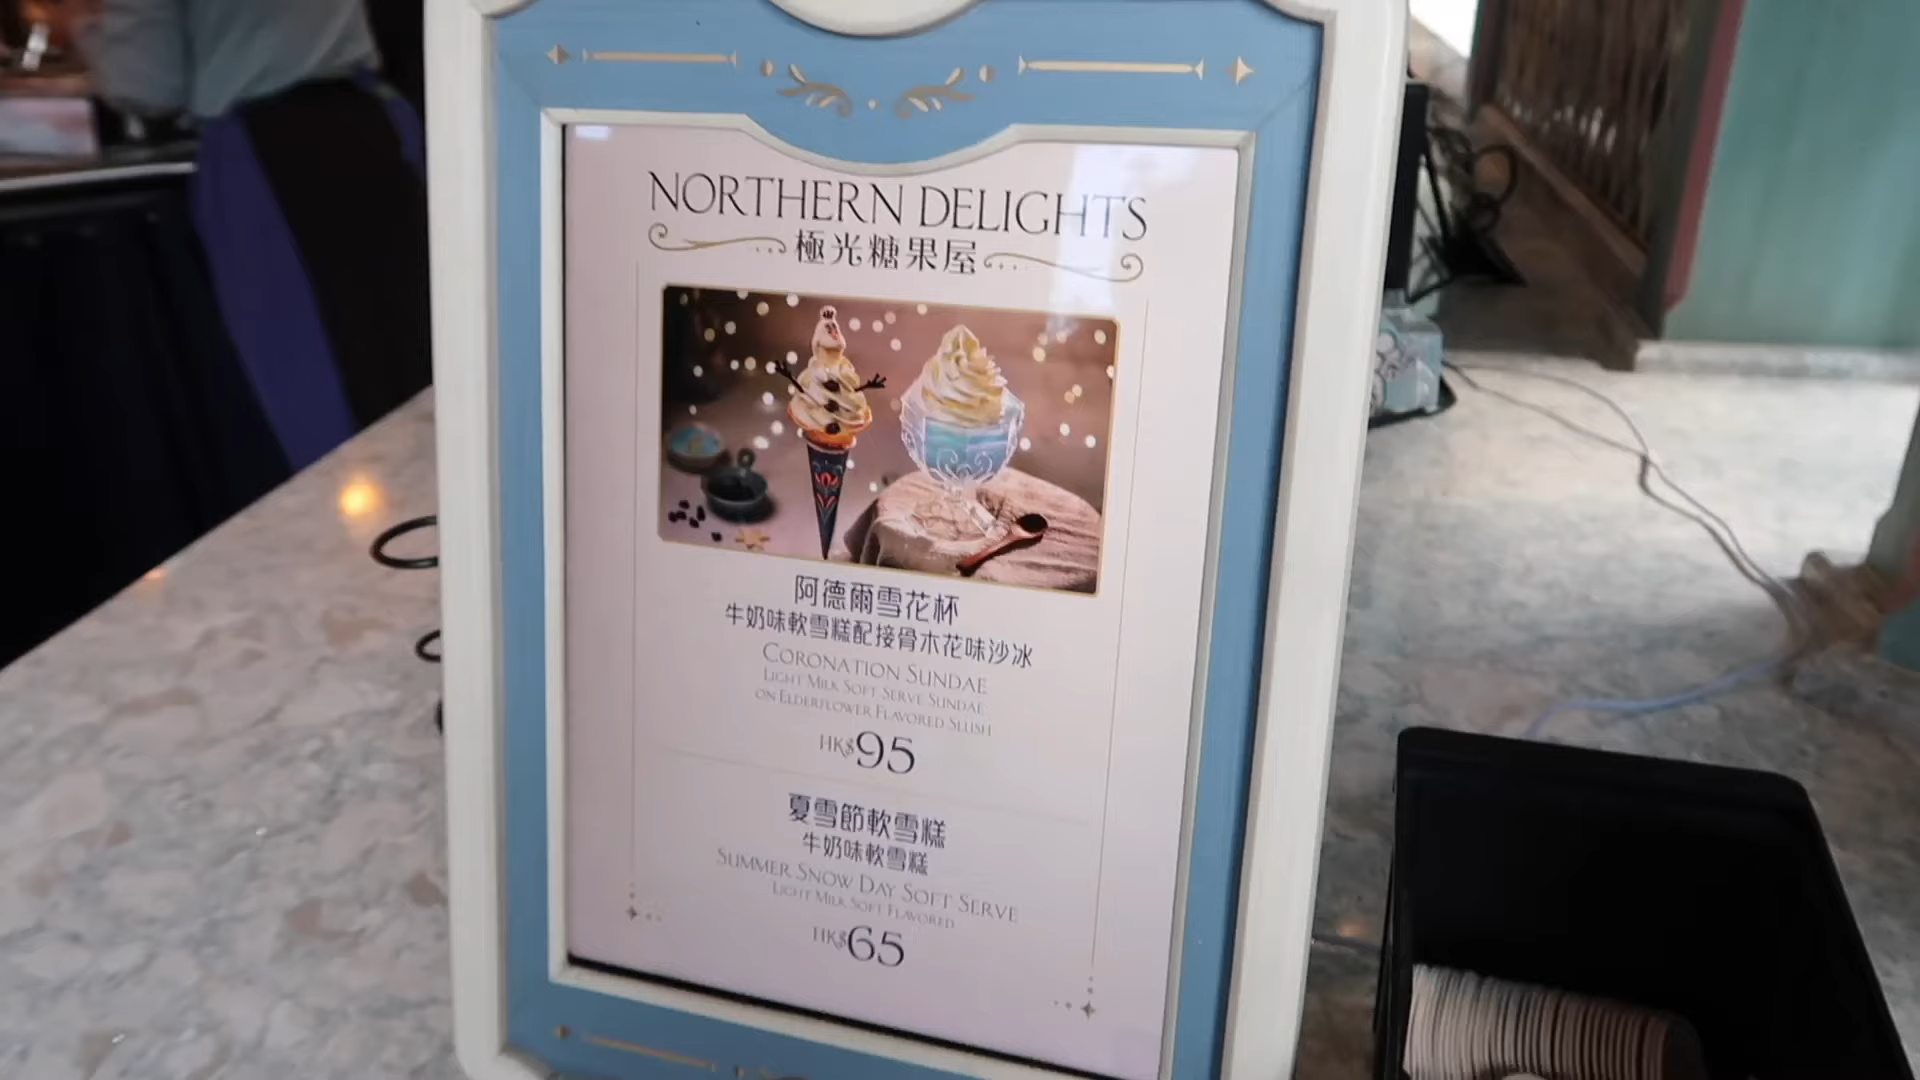 NORTHERN DELIGHTS
極光糖果屋
阿德爾雪花杯
牛奶味軟雪糕配接骨木花味沙冰
CORONATION SUNDAE
LIGHT MILK SOFT SERVE SUNDAE
ON ELDERFLOWER FLAVORED SLUSH
HK$95
夏雪節軟雪糕
牛奶味軟雪糕
SUMMER SNOW DAY SOFT SERVE
LIGHT MILK SOFT FLAVORED
HK$65